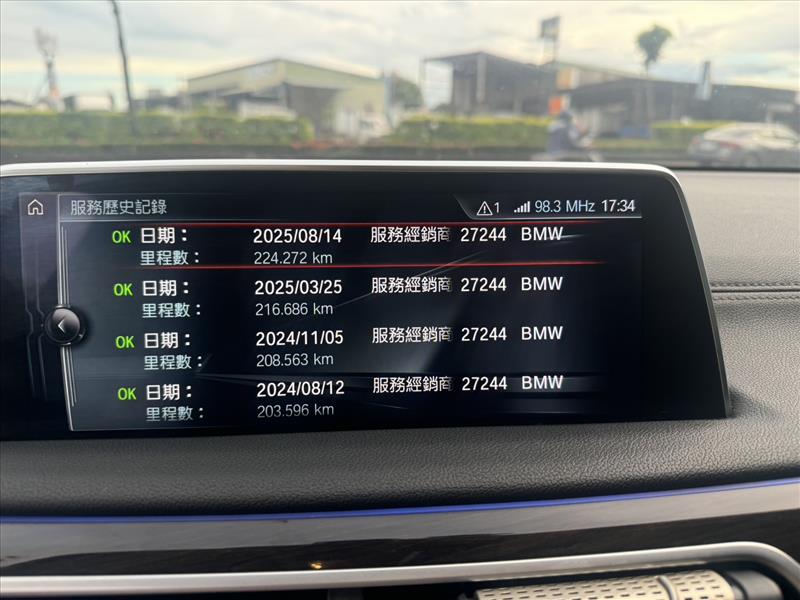 服務歷史記錄
1 98.3 MHz 17:34
OK 日期： 2025/08/14 服務經銷商 27244 BMW
里程數： 224.272 km
OK 日期： 2025/03/25 服務經銷商 27244 BMW
里程數： 216.686 km
OK 日期： 2024/11/05 服務經銷商 27244 BMW
里程數： 208.563 km
OK 日期： 2024/08/12 服務經銷商 27244 BMW
里程數： 203.596 km